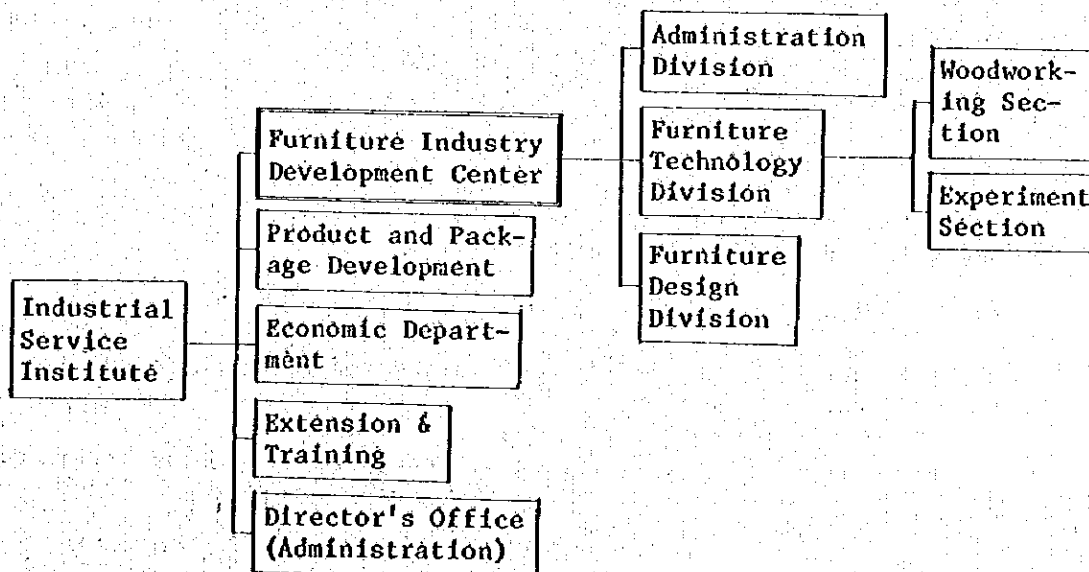 Industrial
Service
Institute
Furniture Industry
Development Center
Product and Pack-
age Development
Economic Depart-
ment
Extension &
Training
Director's Office
(Administration)
Administration
Division
Furniture
Technology
Division
Furniture
Design
Division
Woodwork-
ing Sec-
tion
Experiment
Section